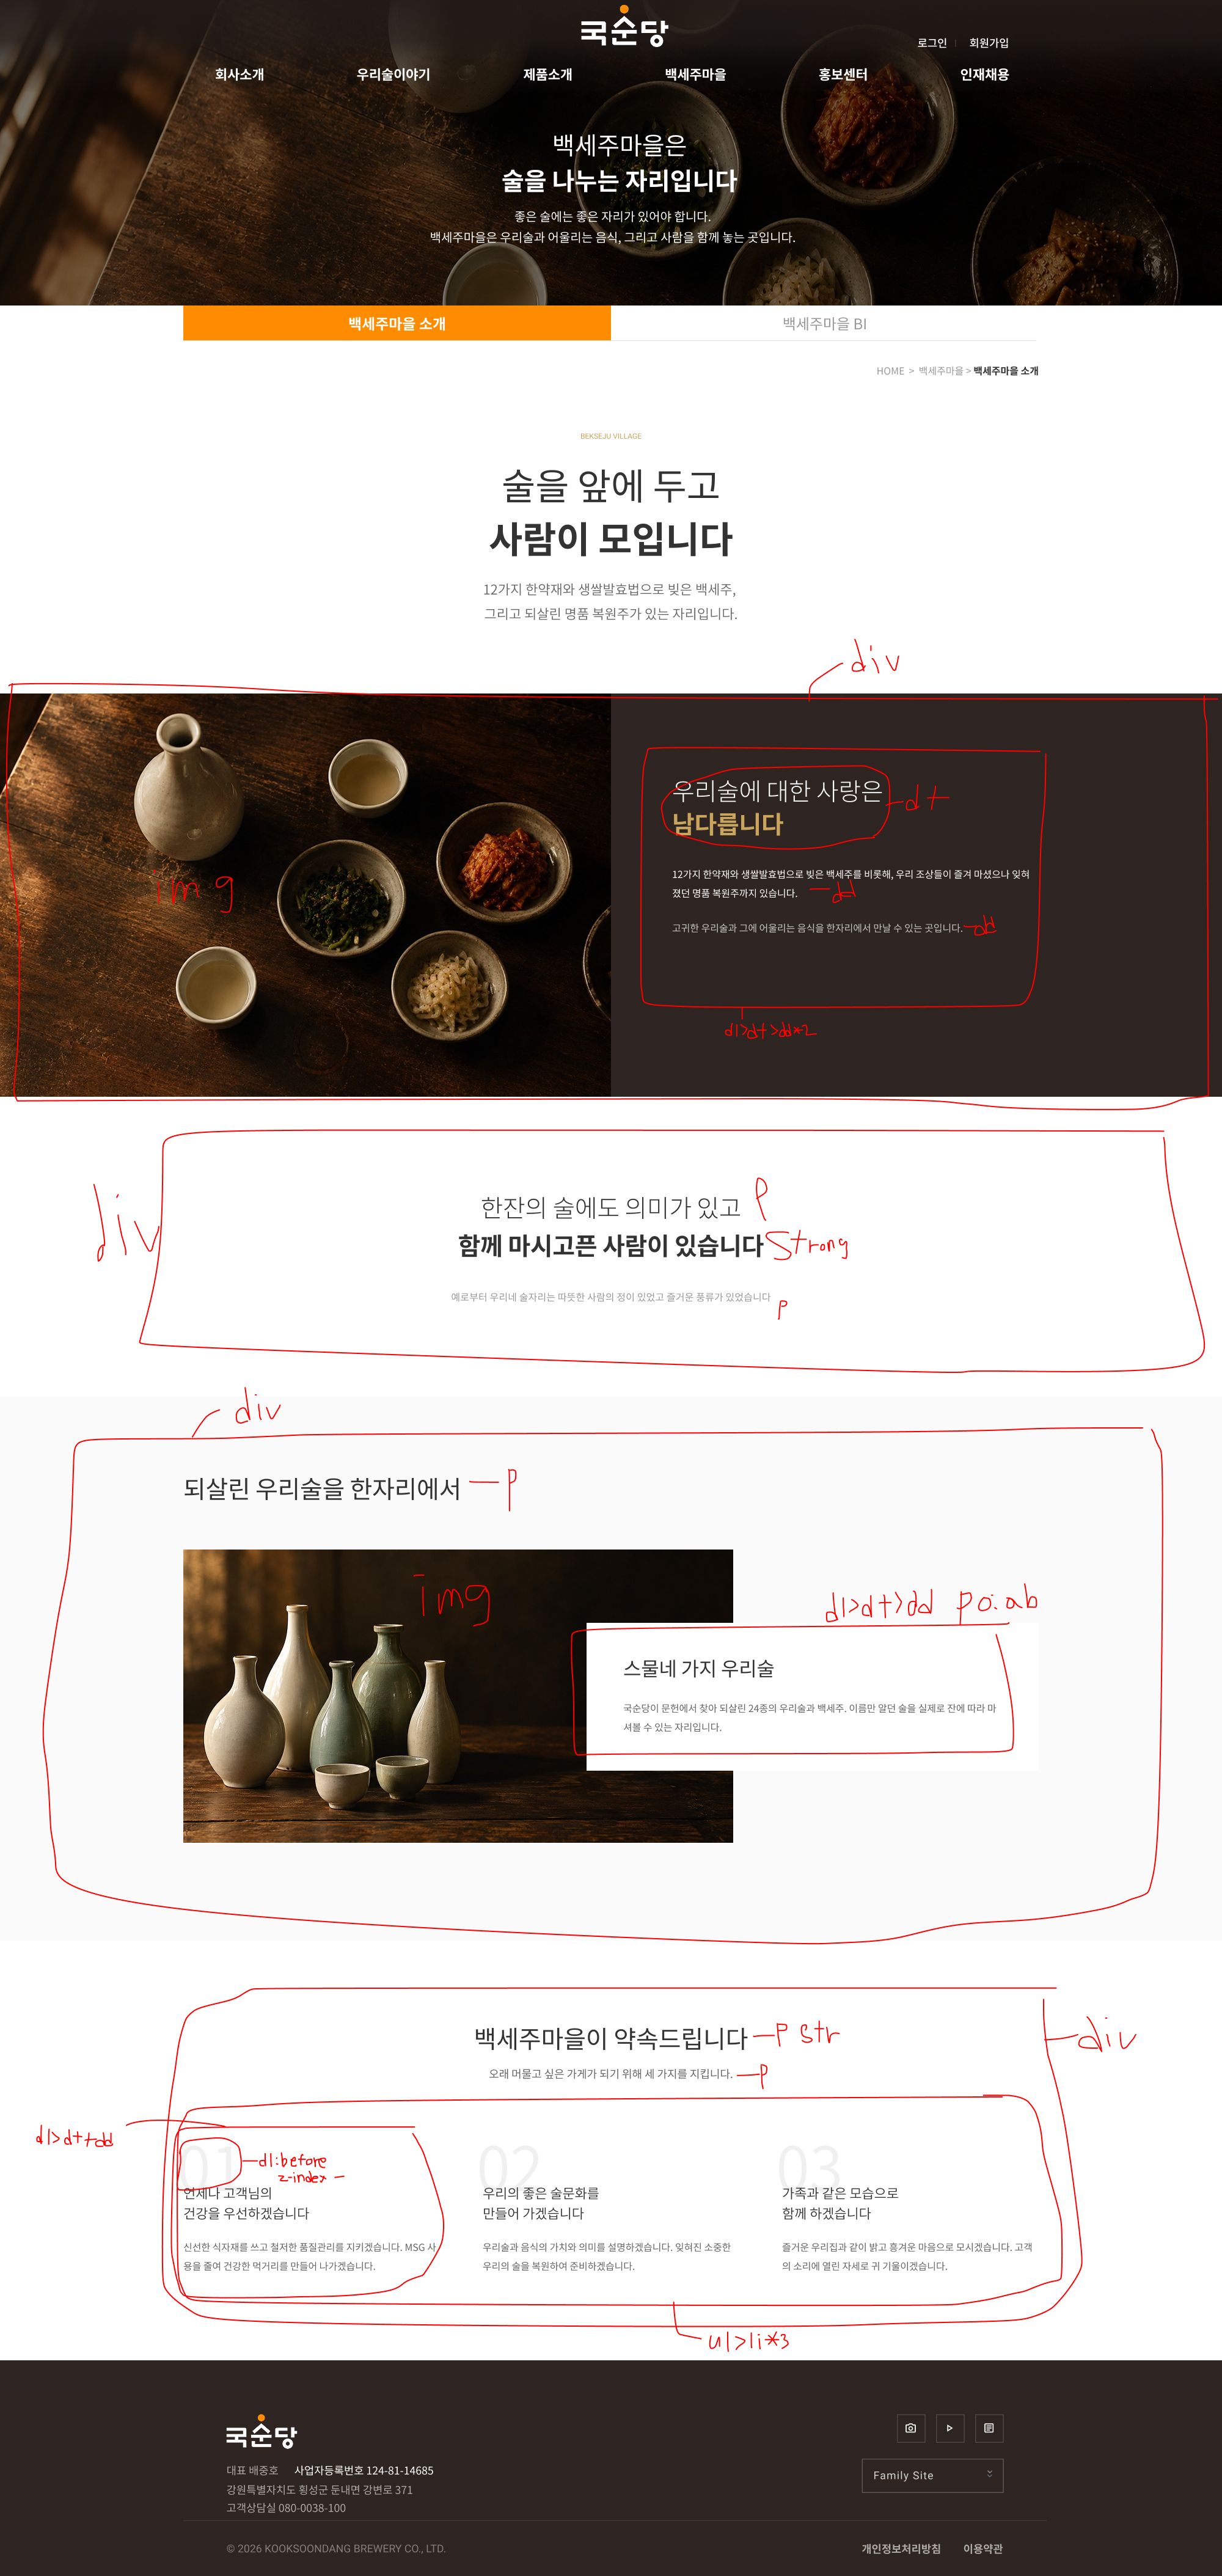 국순당
로그인 회원가입
회사소개 우리술이야기 제품소개 백세주마을 홍보센터 인재채용
백세주마을은
술을 나누는 자리입니다
좋은 술에는 좋은 자리가 있어야 합니다.
백세주마을은 우리술과 어울리는 음식, 그리고 사람을 함께 놓는 곳입니다.
백세주마을 소개 백세주마을 BI
HOME > 백세주마을 > 백세주마을 소개
BEKSEJU VILLAGE
술을 앞에 두고
사람이 모입니다
12가지 한약재와 생쌀발효법으로 빚은 백세주,
그리고 되살린 명품 복원주가 있는 자리입니다.
div
우리술에 대한 사랑은
dt
남다릅니다
img
12가지 한약재와 생쌀발효법으로 빚은 백세주를 비롯해, 우리 조상들이 즐겨 마셨으나 잊혀
졌던 명품 복원주까지 있습니다. dd
고귀한 우리술과 그에 어울리는 음식을 한자리에서 만날 수 있는 곳입니다. dd
dl>dt>dd*2
div
한잔의 술에도 의미가 있고 p
함께 마시고픈 사람이 있습니다 Strong
예로부터 우리네 술자리는 따뜻한 사람의 정이 있었고 즐거운 풍류가 있었습니다 p
div
되살린 우리술을 한자리에서 p
img
dl>dt>dd po.ab
스물네 가지 우리술
국순당이 문헌에서 찾아 되살린 24종의 우리술과 백세주. 이름만 알던 술을 실제로 잔에 따라 마
셔볼 수 있는 자리입니다.
백세주마을이 약속드립니다 p str
div
오래 머물고 싶은 가게가 되기 위해 세 가지를 지킵니다. p
dl>dt+dd
01 02 03
dl:before
z-index -
언제나 고객님의
건강을 우선하겠습니다
신선한 식자재를 쓰고 철저한 품질관리를 지키겠습니다. MSG 사
용을 줄여 건강한 먹거리를 만들어 나가겠습니다.
우리의 좋은 술문화를
만들어 가겠습니다
우리술과 음식의 가치와 의미를 설명하겠습니다. 잊혀진 소중한
우리의 술을 복원하여 준비하겠습니다.
가족과 같은 모습으로
함께 하겠습니다
즐거운 우리집과 같이 밝고 흥겨운 마음으로 모시겠습니다. 고객
의 소리에 열린 자세로 귀 기울이겠습니다.
ul>li*3
국순당
대표 배중호 사업자등록번호 124-81-14685
강원특별자치도 횡성군 둔내면 강변로 371
고객상담실 080-0038-100
Family Site
© 2026 KOOKSOONDANG BREWERY CO., LTD.
개인정보처리방침 이용약관